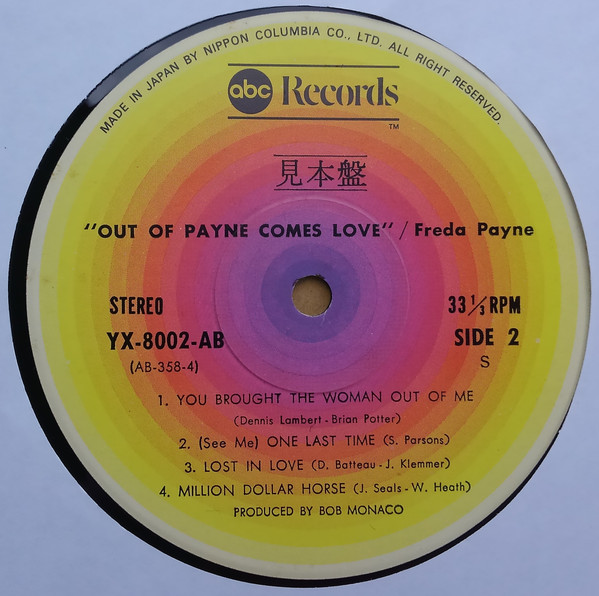 MADE IN JAPAN BY NIPPON COLUMBIA CO., LTD. ALL RIGHT RESERVED.
abc Records
TM
見本盤
"OUT OF PAYNE COMES LOVE" / Freda Payne
STEREO
33 1/3 RPM
YX-8002-AB
SIDE 2
(AB-358-4)
S
1. YOU BROUGHT THE WOMAN OUT OF ME
(Dennis Lambert - Brian Potter)
2. (See Me) ONE LAST TIME (S. Parsons)
3. LOST IN LOVE (D. Batteau - J. Klemmer)
4. MILLION DOLLAR HORSE (J. Seals - W. Heath)
PRODUCED BY BOB MONACO